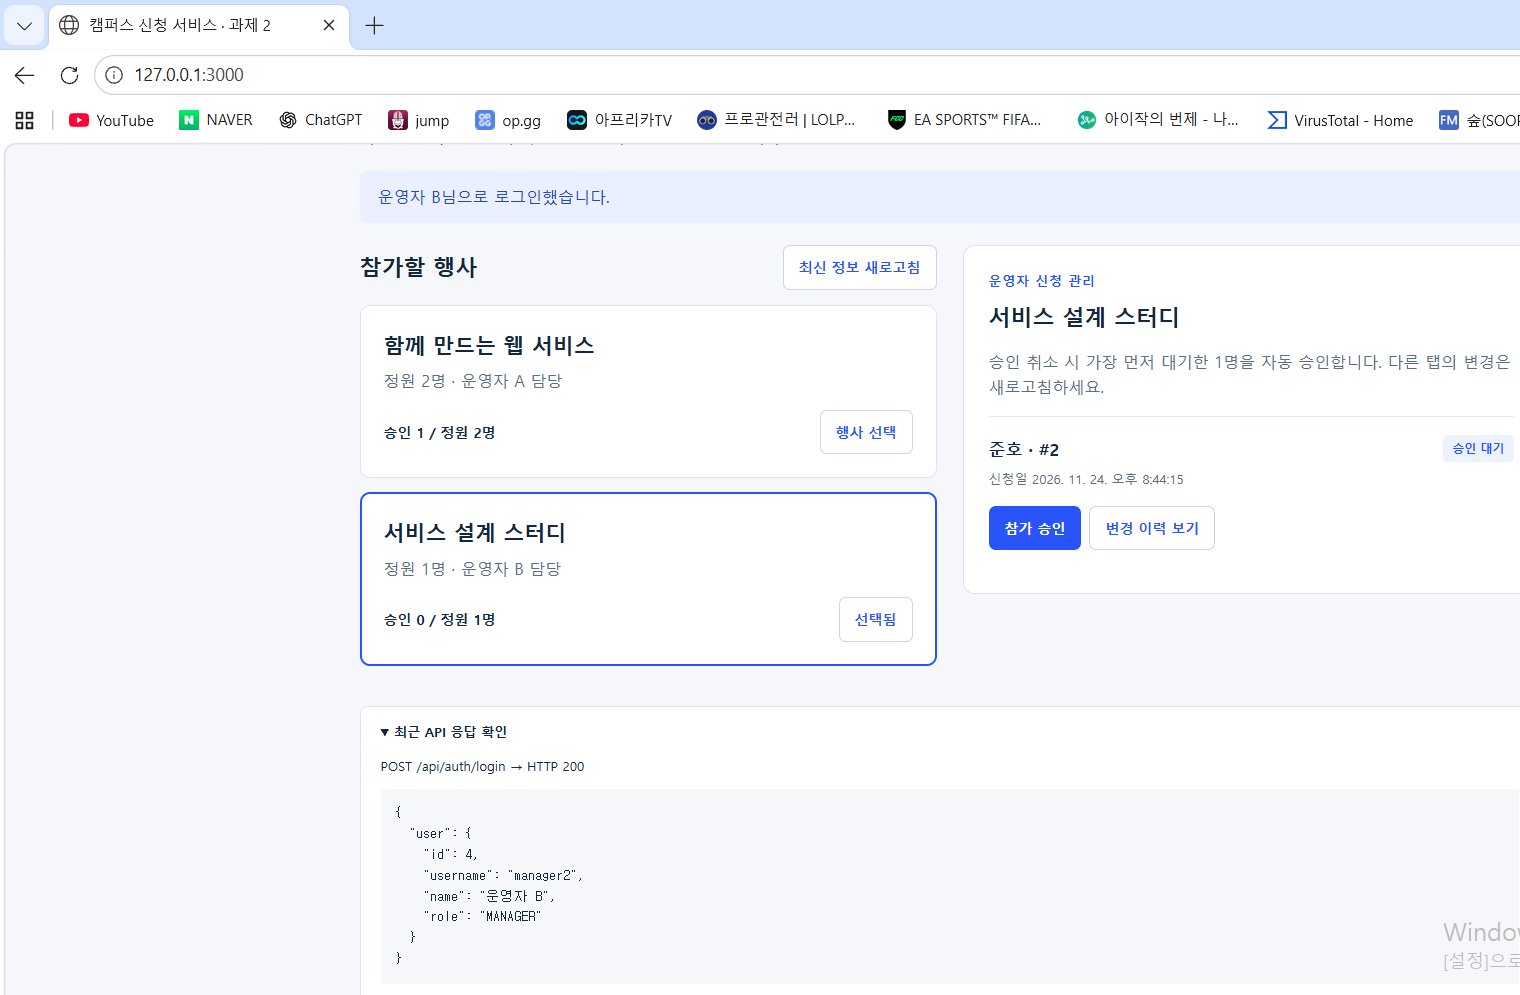 캠퍼스 신청 서비스 · 과제 2
127.0.0.1:3000
YouTube
NAVER
ChatGPT
jump
op.gg
아프리카TV
프로관전러 | LOLP...
EA SPORTS™ FIFA...
아이작의 번제 - 나...
VirusTotal - Home
숲(SOOP
운영자 B님으로 로그인했습니다.
참가할 행사
최신 정보 새로고침
함께 만드는 웹 서비스
정원 2명 · 운영자 A 담당
승인 1 / 정원 2명
행사 선택
서비스 설계 스터디
정원 1명 · 운영자 B 담당
승인 0 / 정원 1명
선택됨
운영자 신청 관리
서비스 설계 스터디
승인 취소 시 가장 먼저 대기한 1명을 자동 승인합니다. 다른 탭의 변경은
새로고침하세요.
준호 · #2
승인 대기
신청일 2026. 11. 24. 오후 8:44:15
참가 승인
변경 이력 보기
▼ 최근 API 응답 확인
POST /api/auth/login → HTTP 200
{
"user": {
"id": 4,
"username": "manager2",
"name": "운영자 B",
"role": "MANAGER"
}
}
Window
[설정]으로